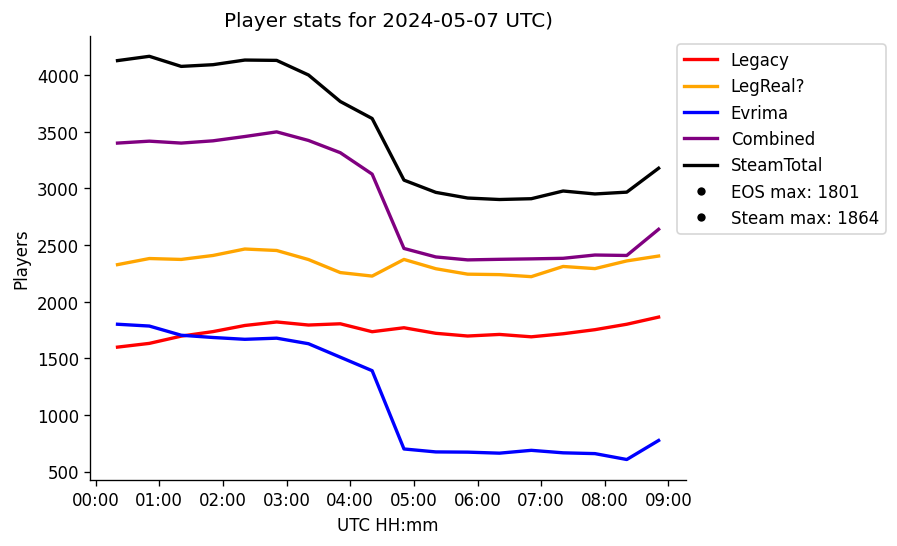 Player stats for 2024-05-07 UTC)
Legacy
LegReal?
Evrima
Combined
SteamTotal
EOS max: 1801
Steam max: 1864
Players
4000
3500
3000
2500
2000
1500
1000
500
00:00 01:00 02:00 03:00 04:00 05:00 06:00 07:00 08:00 09:00
UTC HH:mm